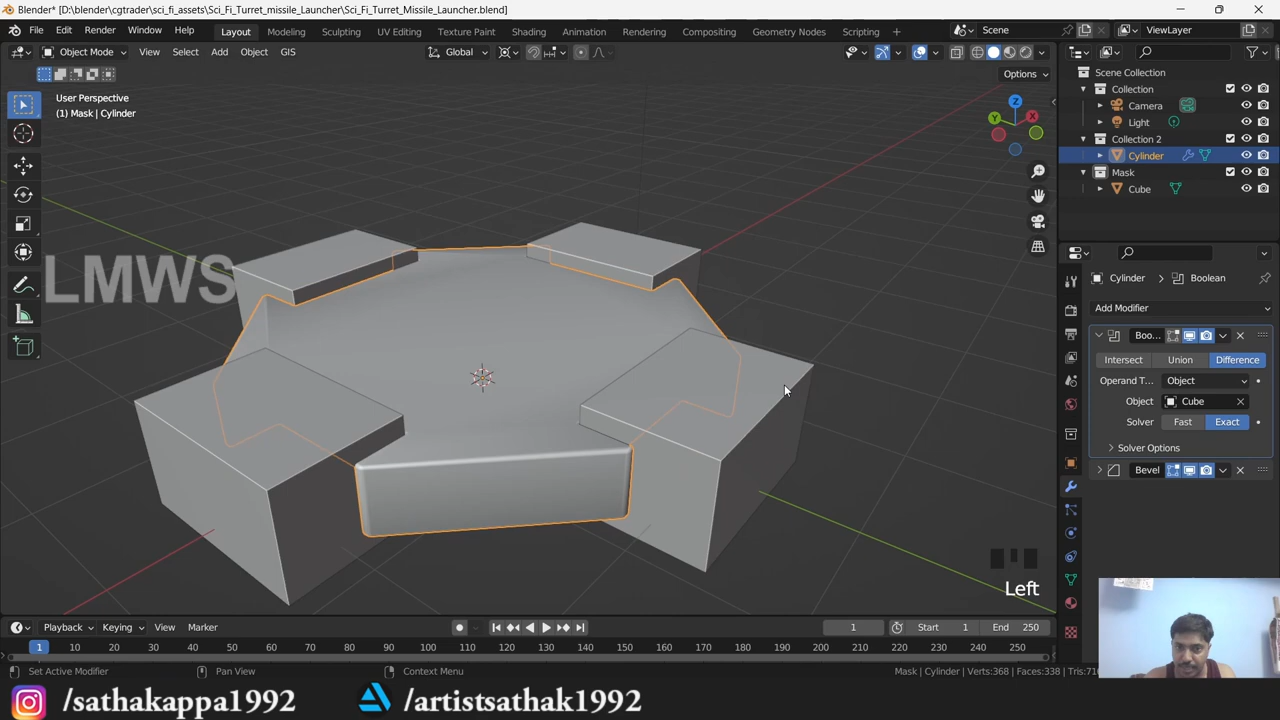 Blender* [D:\blender\cgtrader\sci_fi_assets\Sci_Fi_Turret_missile_Launcher\Sci_Fi_Turret_Missile_Launcher.blend]
File Edit Render Window Help Layout Modeling Sculpting UV Editing Texture Paint Shading Animation Rendering Compositing Geometry Nodes Scripting + Scene ViewLayer
Object Mode View Select Add Object GIS Global
Options
Scene Collection
Collection
Camera
Light
Collection 2
Cylinder
Mask
Cube
User Perspective
(1) Mask | Cylinder
X
Y
Z
LMWS
Cylinder > Boolean
Add Modifier
Boo...
Intersect Union Difference
Operand T... Object
Object Cube
Solver Fast Exact
Solver Options
Bevel
Left
Playback Keying View Marker 1 Start 1 End 250
1 10 20 30 40 50 60 70 80 90 100 110 120 130 140 150 160 170 180 190 200 210 220 230 240 250
Set Active Modifier Pan View Context Menu Mask | Cylinder | Verts:368 | Faces:338 | Tris:71
/sathakappa1992 /artistsathak1992